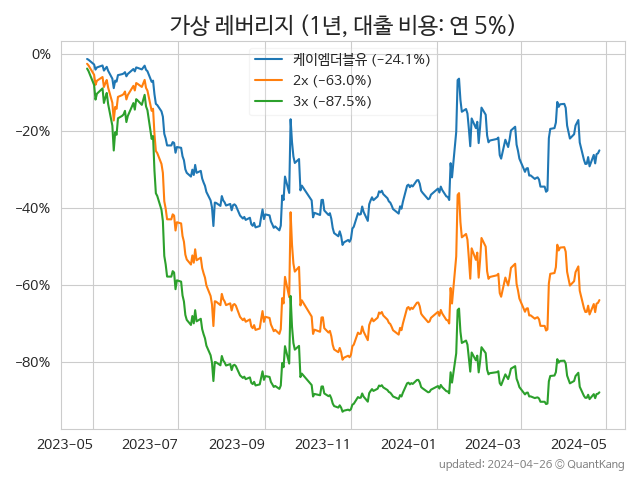 가상 레버리지 (1년, 대출 비용: 연 5%)
케이엠더블유 (−24.1%)
2x (−63.0%)
3x (−87.5%)
0%
−20%
−40%
−60%
−80%
2023-05 2023-07 2023-09 2023-11 2024-01 2024-03 2024-05
updated: 2024-04-26 © QuantKang